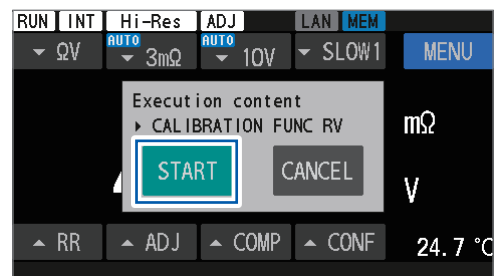 RUN INT Hi-Res ADJ LAN MEM
ΩV AUTO 3mΩ AUTO 10V SLOW1 MENU
Execution content
CALIBRATION FUNC RV
mΩ
START CANCEL
V
RR ADJ COMP CONF 24.7 °C